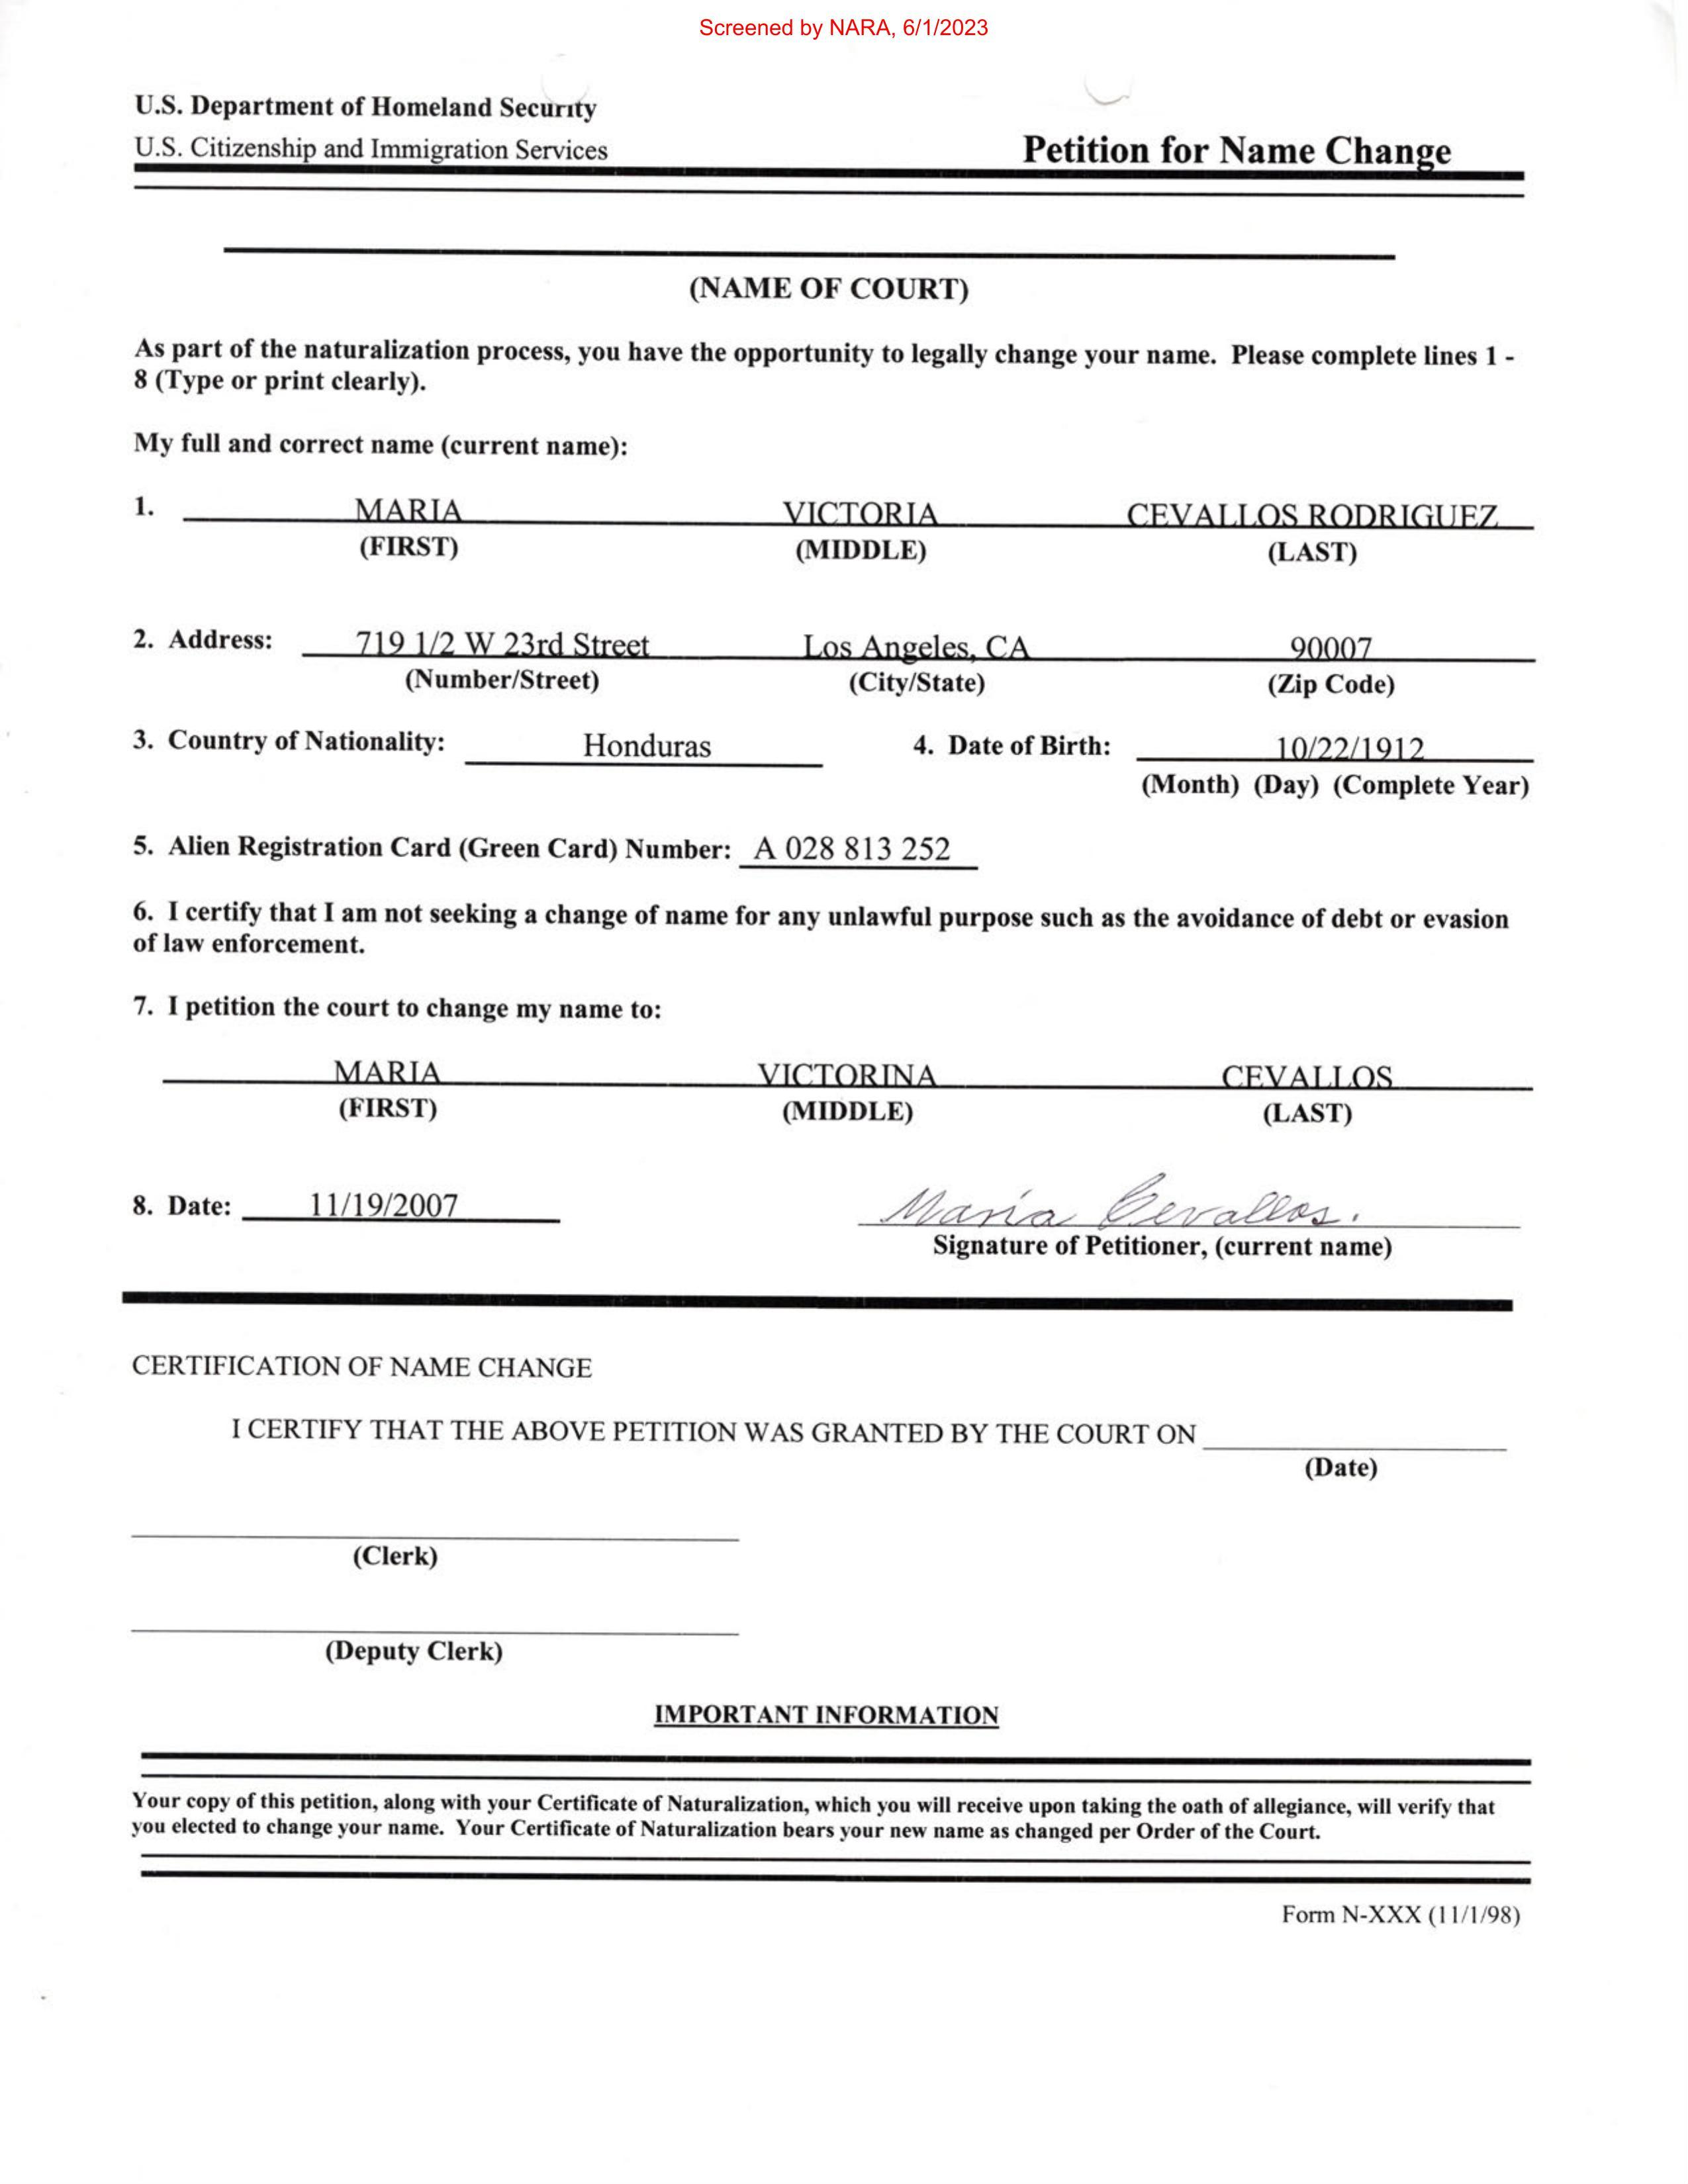 Screened by NARA, 6/1/2023
U.S. Department of Homeland Security
U.S. Citizenship and Immigration Services
Petition for Name Change
(NAME OF COURT)
As part of the naturalization process, you have the opportunity to legally change your name. Please complete lines 1 -
8 (Type or print clearly).
My full and correct name (current name):
1. MARIA VICTORIA CEVALLOS RODRIGUEZ
(FIRST) (MIDDLE) (LAST)
2. Address: 719 1/2 W 23rd Street Los Angeles, CA 90007
(Number/Street) (City/State) (Zip Code)
3. Country of Nationality: Honduras 4. Date of Birth: 10/22/1912
(Month) (Day) (Complete Year)
5. Alien Registration Card (Green Card) Number: A 028 813 252
6. I certify that I am not seeking a change of name for any unlawful purpose such as the avoidance of debt or evasion
of law enforcement.
7. I petition the court to change my name to:
MARIA VICTORINA CEVALLOS
(FIRST) (MIDDLE) (LAST)
8. Date: 11/19/2007 María Cevallos.
Signature of Petitioner, (current name)
CERTIFICATION OF NAME CHANGE
I CERTIFY THAT THE ABOVE PETITION WAS GRANTED BY THE COURT ON
(Date)
(Clerk)
(Deputy Clerk)
IMPORTANT INFORMATION
Your copy of this petition, along with your Certificate of Naturalization, which you will receive upon taking the oath of allegiance, will verify that
you elected to change your name. Your Certificate of Naturalization bears your new name as changed per Order of the Court.
Form N-XXX (11/1/98)